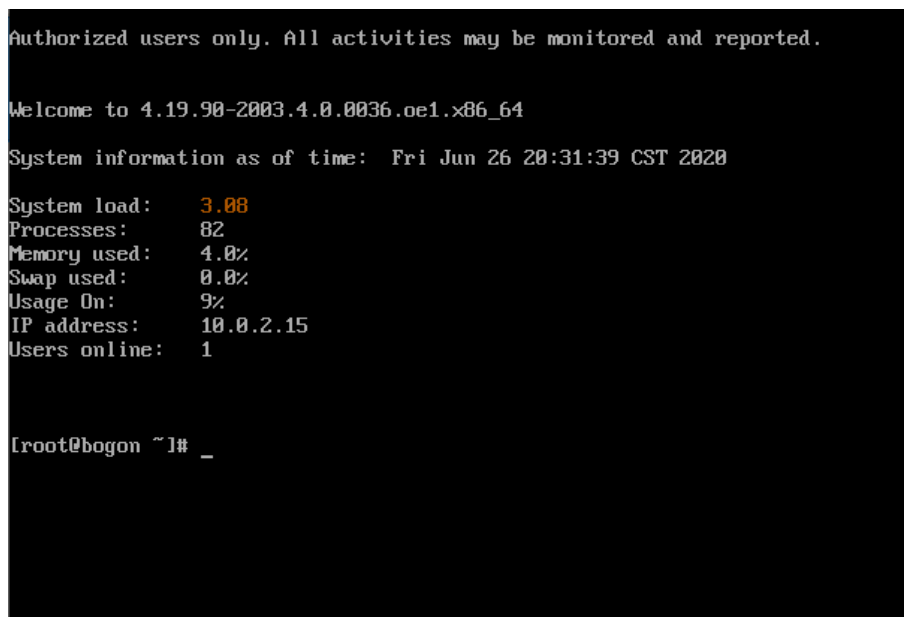 Authorized users only. All activities may be monitored and reported.
Welcome to 4.19.90-2003.4.0.0036.oe1.x86_64
System information as of time:  Fri Jun 26 20:31:39 CST 2020
System load:    3.08
Processes:      82
Memory used:    4.0%
Swap used:      0.0%
Usage On:       9%
IP address:     10.0.2.15
Users online:   1
[root@bogon ~]# _